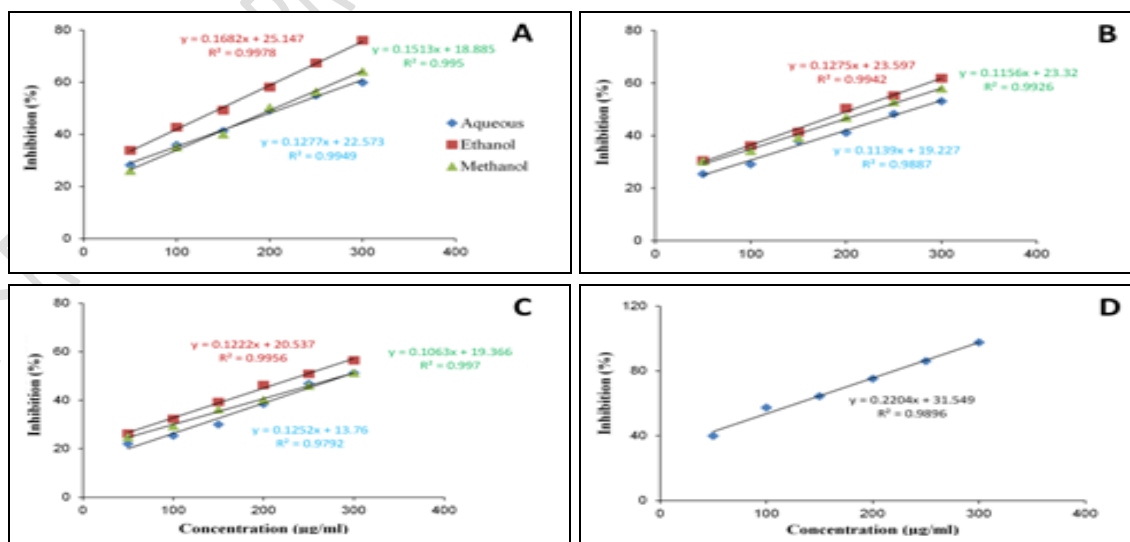 A
y = 0.1682x + 25.147
R² = 0.9978
y = 0.1513x + 18.885
R² = 0.995
y = 0.1277x + 22.573
R² = 0.9949
Aqueous
Ethanol
Methanol
Inhibition (%)
80
60
40
20
0
0 100 200 300 400
B
y = 0.1275x + 23.597
R² = 0.9942
y = 0.1156x + 23.32
R² = 0.9926
y = 0.1139x + 19.227
R² = 0.9887
Inhibition (%)
80
60
40
20
0
0 100 200 300 400
C
y = 0.1222x + 20.537
R² = 0.9956
y = 0.1063x + 19.366
R² = 0.997
y = 0.1252x + 13.76
R² = 0.9792
Inhibition (%)
80
60
40
20
0
0 100 200 300 400
Concentration (µg/ml)
D
y = 0.2204x + 31.549
R² = 0.9896
Inhibition (%)
120
80
40
0
0 100 200 300 400
Concentration (µg/ml)